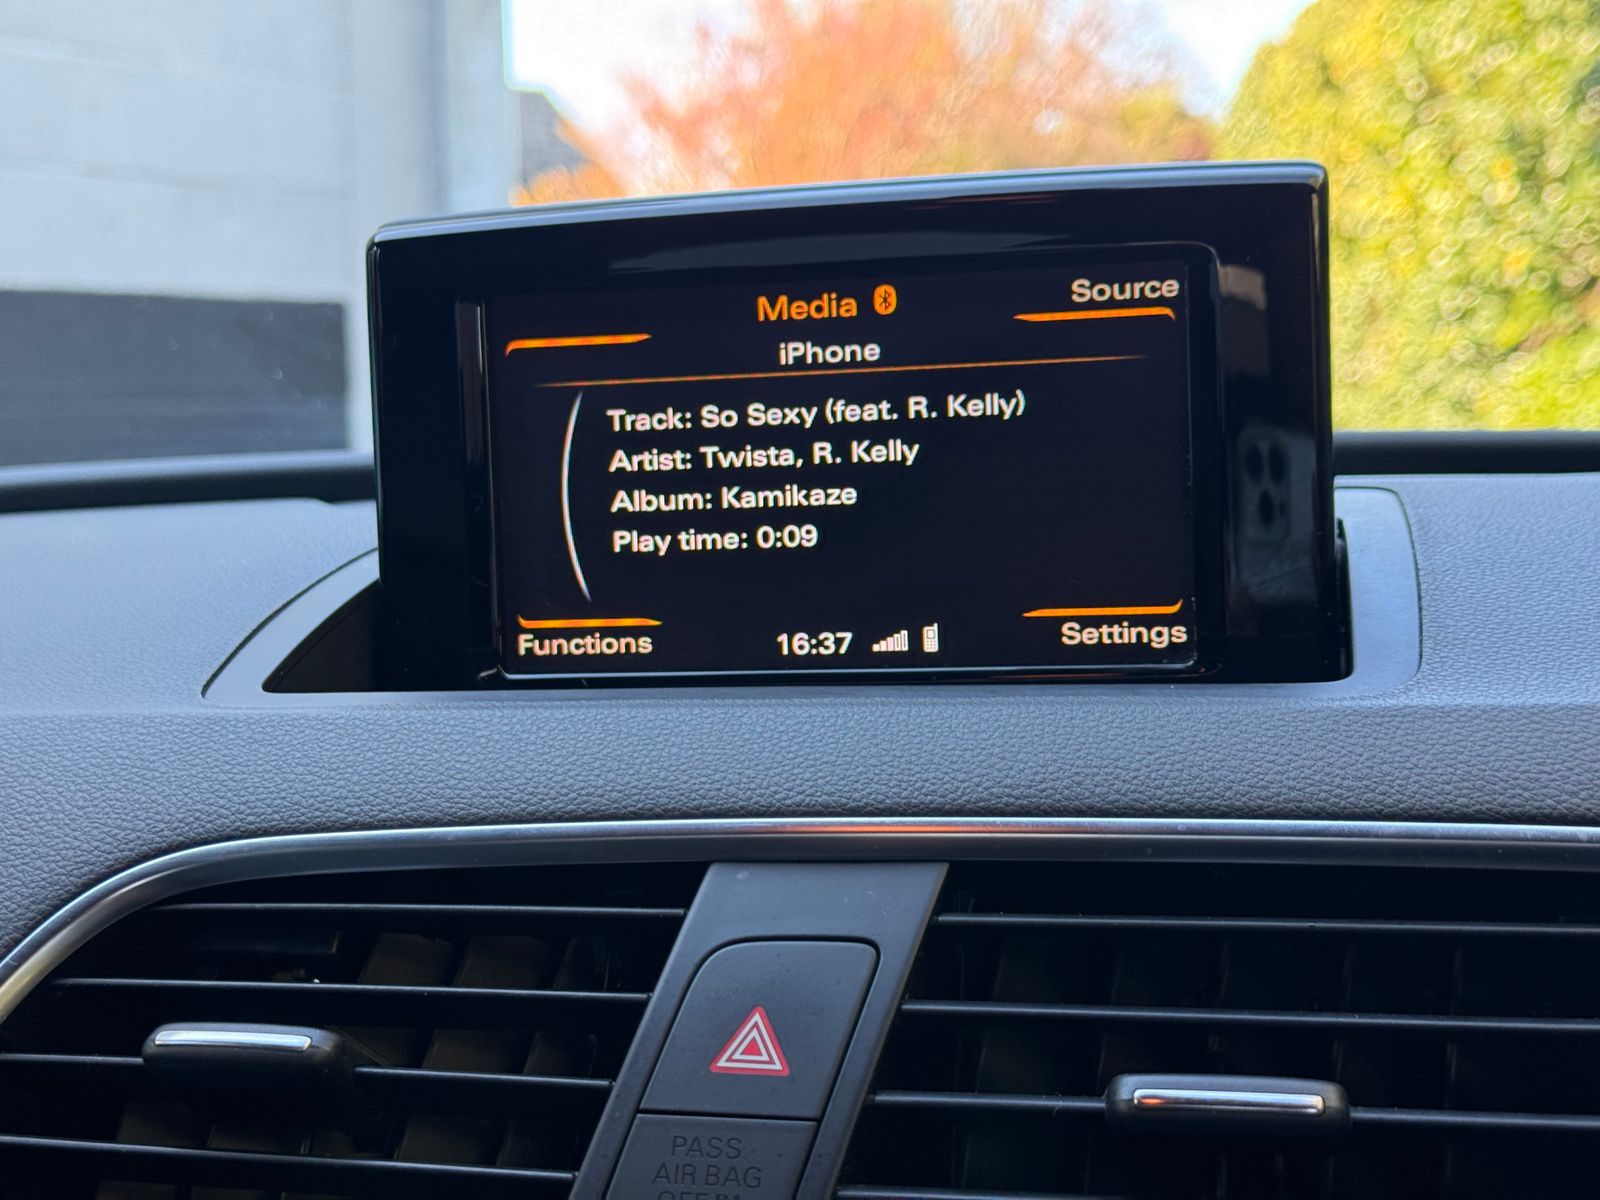 Media
Source
iPhone
Track: So Sexy (feat. R. Kelly)
Artist: Twista, R. Kelly
Album: Kamikaze
Play time: 0:09
Functions
16:37
Settings
PASS.
AIR BAG